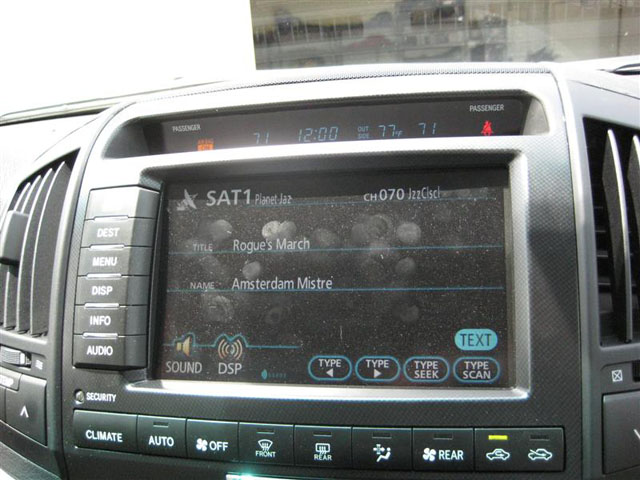 PASSENGER
PASSENGER
71 12:00 OUT SIDE 77°F 71
SAT1 Planet Jaz CH 070 JzzCiscl
TITLE Rogue's March
NAME Amsterdam Mistre
DEST
MENU
DISP
INFO
AUDIO
TEXT
SOUND DSP
TYPE TYPE TYPE SEEK TYPE SCAN
SECURITY
CLIMATE AUTO OFF FRONT REAR REAR